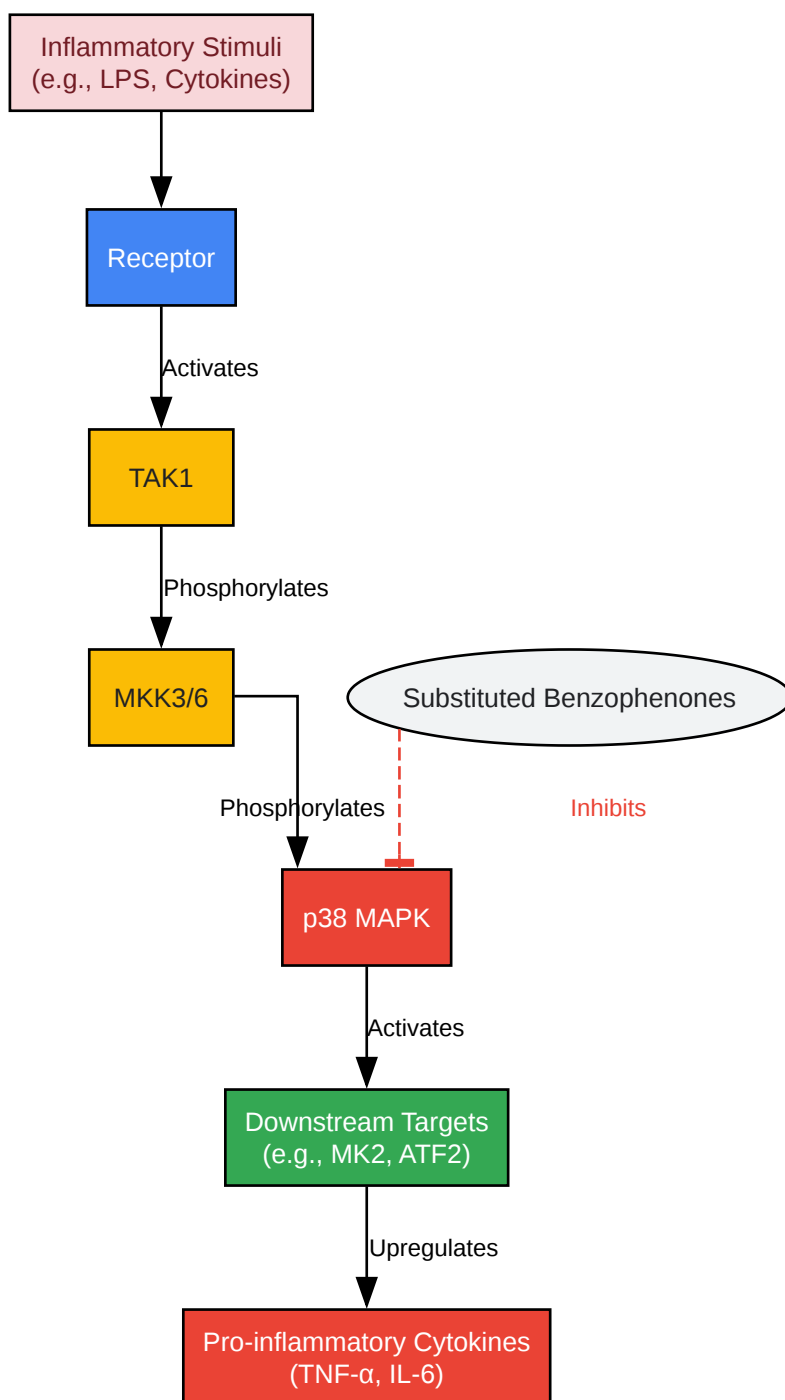 Inflammatory Stimuli
(e.g., LPS, Cytokines)
Receptor
Activates
TAK1
Phosphorylates
MKK3/6
Substituted Benzophenones
Phosphorylates
Inhibits
p38 MAPK
Activates
Downstream Targets
(e.g., MK2, ATF2)
Upregulates
Pro-inflammatory Cytokines
(TNF-α, IL-6)